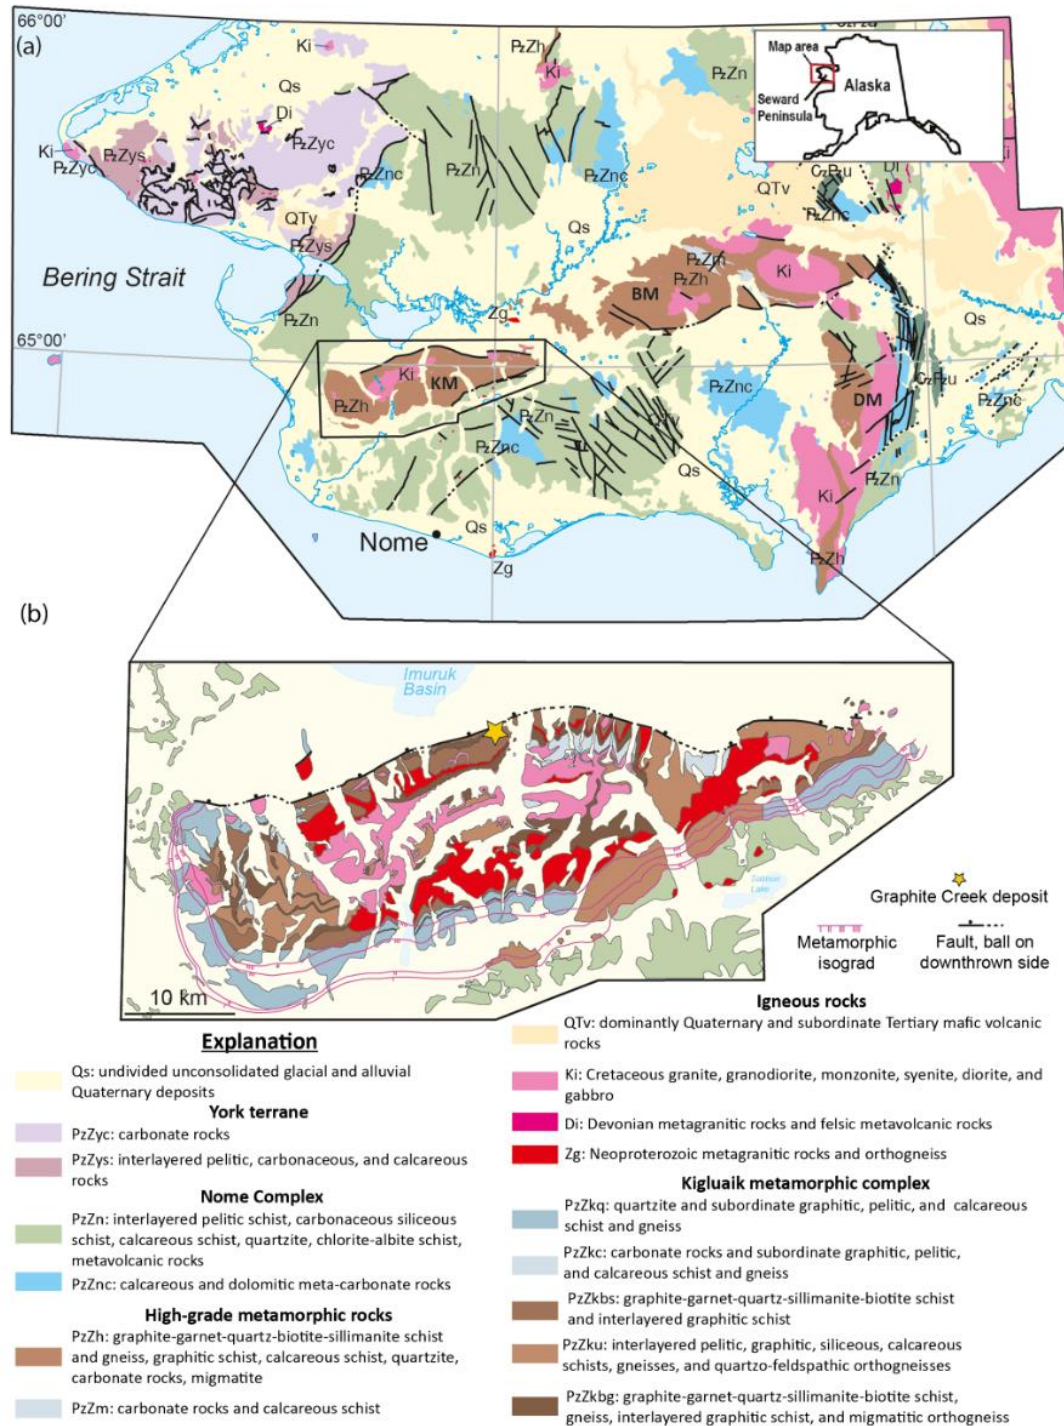 66°00'
(a)
Ki
PzZh
CzPzu
Qs
Ki
PzZn
Map area
Alaska
Seward
Peninsula
Di
PzZyc
Ki
PzZys
PzZyc
PzZnc
PzZn
PzZnc
QTv
CzPzu
DI
Ki
PzZnc
QTv
PzZys
Qs
Bering Strait
PzZm
Ki
PzZh
BM
PzZn
Zg
Qs
65°00'
Ki
KM
PzZh
PzZnc
CzPzu
PzZnc
DM
PzZn
QTv
PzZnc
Qs
PzZn
Ki
Qs
Nome
Zg
PzZh
(b)
Imuruk
Basin
Lake
Graphite Creek deposit
Metamorphic
isograd
Fault, ball on
downthrown side
10 km
Explanation
Qs: undivided unconsolidated glacial and alluvial
Quaternary deposits
York terrane
PzZyc: carbonate rocks
PzZys: interlayered pelitic, carbonaceous, and calcareous
rocks
Nome Complex
PzZn: interlayered pelitic schist, carbonaceous siliceous
schist, calcareous schist, quartzite, chlorite-albite schist,
metavolcanic rocks
PzZnc: calcareous and dolomitic meta-carbonate rocks
High-grade metamorphic rocks
PzZh: graphite-garnet-quartz-biotite-sillimanite schist
and gneiss, graphitic schist, calcareous schist, quartzite,
carbonate rocks, migmatite
PzZm: carbonate rocks and calcareous schist
Igneous rocks
QTv: dominantly Quaternary and subordinate Tertiary mafic volcanic
rocks
Ki: Cretaceous granite, granodiorite, monzonite, syenite, diorite, and
gabbro
Di: Devonian metagranitic rocks and felsic metavolcanic rocks
Zg: Neoproterozoic metagranitic rocks and orthogneiss
Kigluaik metamorphic complex
PzZkq: quartzite and subordinate graphitic, pelitic, and calcareous
schist and gneiss
PzZkc: carbonate rocks and subordinate graphitic, pelitic,
and calcareous schist and gneiss
PzZkbs: graphite-garnet-quartz-sillimanite-biotite schist
and interlayered graphitic schist
PzZku: interlayered pelitic, graphitic, siliceous, calcareous
schists, gneisses, and quartzo-feldspathic orthogneisses
PzZkbg: graphite-garnet-quartz-sillimanite-biotite schist,
gneiss, interlayered graphitic schist, and migmatitic orthogneiss